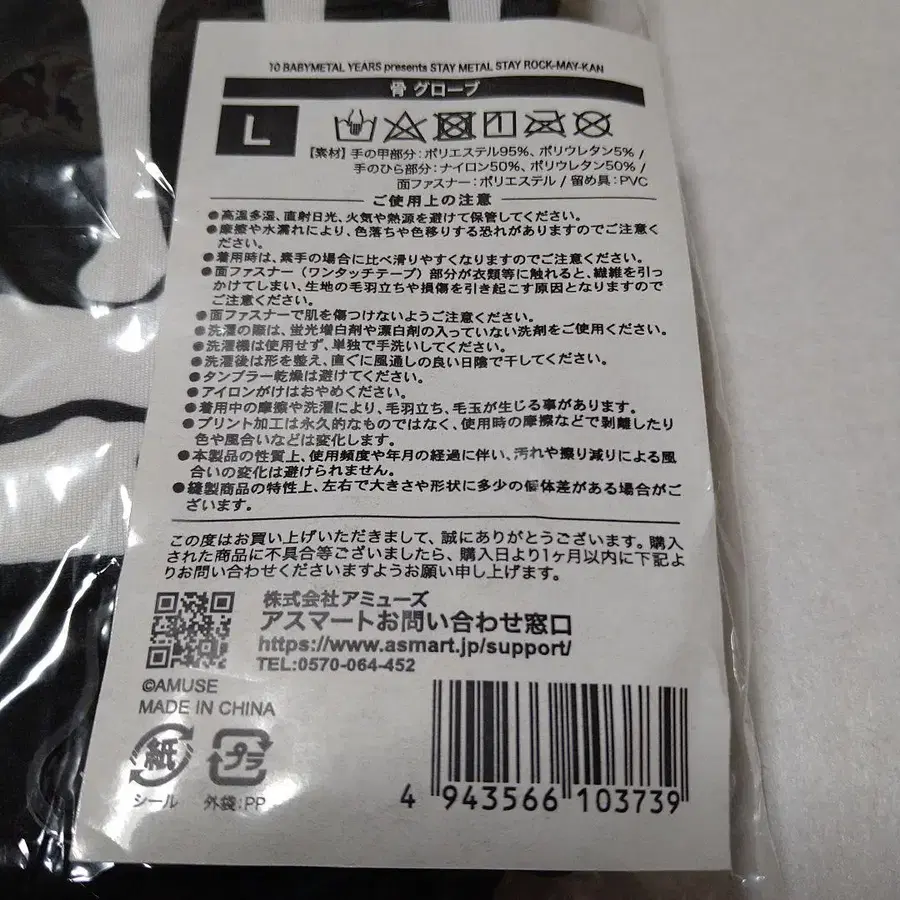 10 BABYMETAL YEARS presents STAY METAL STAY ROCK-MAY-KAN
骨 グローブ
L
【素材】手の甲部分:ポリエステル95%、ポリウレタン5% /
手のひら部分:ナイロン50%、ポリウレタン50% /
面ファスナー:ポリエステル / 留め具:PVC
ご使用上の注意
●高温多湿、直射日光、火気や熱源を避けて保管してください。
●摩擦や水濡れにより、色落ちや色移りする恐れがありますのでご注意く
ださい。
●着用時は、素手の場合に比べ滑りやすくなりますのでご注意ください。
●面ファスナー(ワンタッチテープ)部分が衣類等に触れると、繊維を引っ
かけてしまい、生地の毛羽立ちや損傷を引き起こす原因となりますので
ご注意ください。
●面ファスナーで肌を傷つけないようご注意ください。
●洗濯の際は、蛍光増白剤や漂白剤の入っていない洗剤をご使用ください。
●洗濯機は使用せず、単独で手洗いしてください。
●洗濯後は形を整え、直ぐに風通しの良い日陰で干してください。
●タンブラー乾燥は避けてください。
●アイロンがけはおやめください。
●着用中の摩擦や洗濯により、毛羽立ち、毛玉が生じる事があります。
●プリント加工は永久的なものではなく、使用時の摩擦などで剥離したり
色や風合いなどは変化します。
●本製品の性質上、使用頻度や年月の経過に伴い、汚れや擦り減りによる風
合いの変化は避けられません。
●縫製商品の特性上、左右で大きさや形状に多少の個体差がある場合がご
ざいます。
この度はお買い上げいただきまして、誠にありがとうございます。購入
された商品に不具合等ございましたら、購入日より1ヶ月以内に下記よ
りお問い合わせくださいますようお願い申し上げます。
株式会社アミューズ
アスマートお問い合わせ窓口
https://www.asmart.jp/support/
TEL:0570-064-452
©AMUSE
MADE IN CHINA
紙
シール
プラ
外袋:PP
4 943566 103739